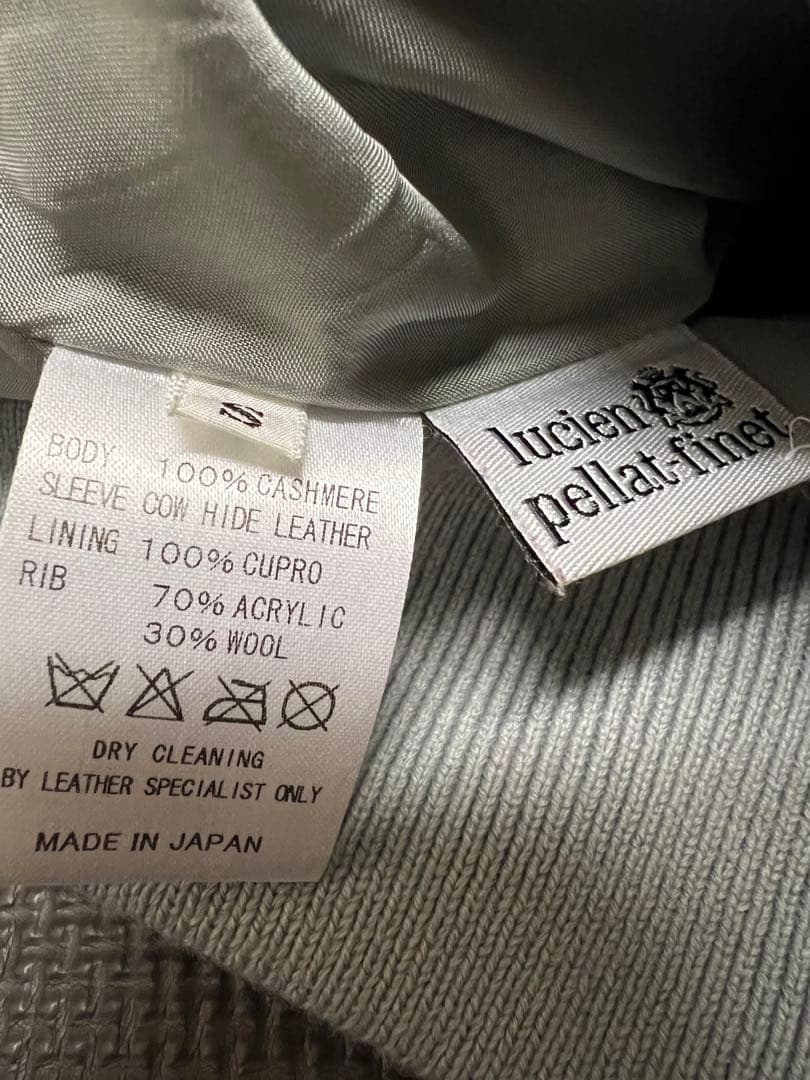 S
BODY 100% CASHMERE
SLEEVE COW HIDE LEATHER
LINING 100% CUPRO
RIB 70% ACRYLIC
30% WOOL
DRY CLEANING
BY LEATHER SPECIALIST ONLY
MADE IN JAPAN
lucien
pellat-finet